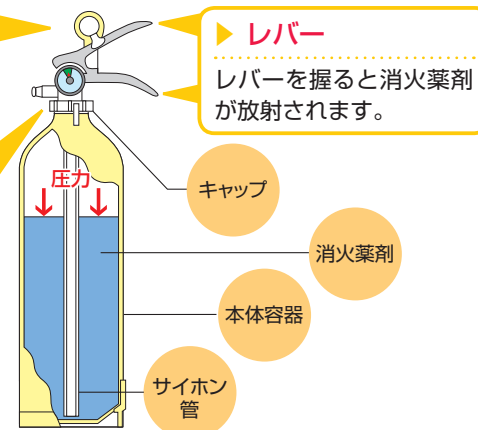 ▶ レバー
レバーを握ると消火薬剤
が放射されます。
圧力
キャップ
消火薬剤
本体容器
サイホン
管